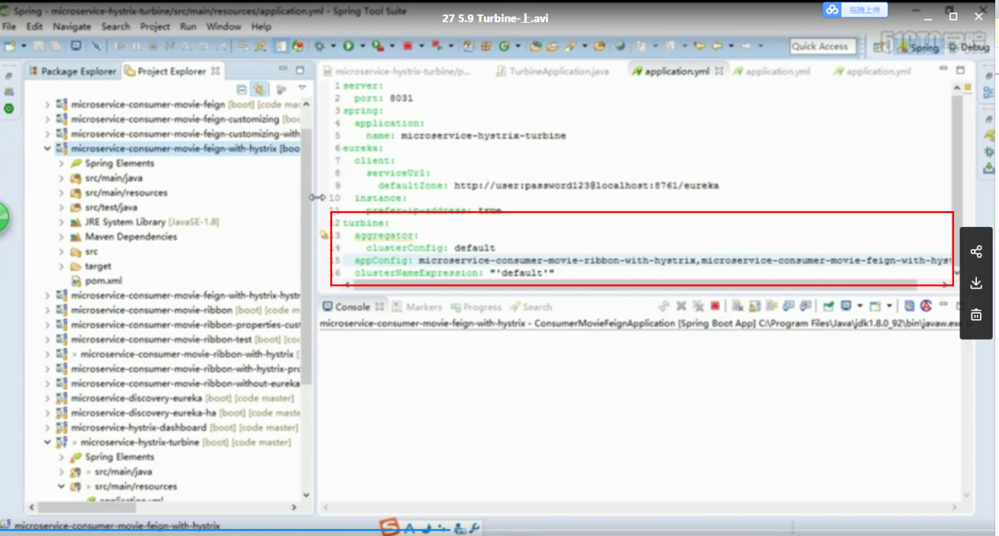 Spring - microservice-hystrix-turbine/src/main/resources/application.yml - Spring Tool Suite
27 5.9 Turbine-上.avi
拖拽上传
File Edit Navigate Search Project Run Window Help
Quick Access
Spring
Debug
Package Explorer
Project Explorer
microservice-consumer-movie-feign [boot] [code mas
microservice-consumer-movie-feign-customizing [boo
microservice-consumer-movie-feign-customizing-with
microservice-consumer-movie-feign-with-hystrix [boo
Spring Elements
src/main/java
src/main/resources
src/test/java
JRE System Library [JavaSE-1.8]
Maven Dependencies
src
target
pom.xml
microservice-consumer-movie-feign-with-hystrix-hystr
microservice-consumer-movie-ribbon [boot] [code m
microservice-consumer-movie-ribbon-properties-cust
microservice-consumer-movie-ribbon-test [boot] [coc
> microservice-consumer-movie-ribbon-with-hystrix [
microservice-consumer-movie-ribbon-with-hystrix-pro
microservice-consumer-movie-ribbon-without-eureka
microservice-discovery-eureka [boot] [code master]
microservice-discovery-eureka-ha [boot] [code maste
microservice-hystrix-dashboard [boot] [code master]
> microservice-hystrix-turbine [boot] [code master]
Spring Elements
> src/main/java
> src/main/resources
application.yml
microservice-hystrix-turbine/p...
TurbineApplication.java
application.yml
application.yml
application.yml
1 server:
2 port: 8031
3 spring:
4 application:
5 name: microservice-hystrix-turbine
6 eureka:
7 client:
8 serviceUrl:
9 defaultZone: http://user:password123@localhost:8761/eureka
10 instance:
11 prefer-ip-address: true
12 turbine:
13 aggregator:
14 clusterConfig: default
15 appConfig: microservice-consumer-movie-ribbon-with-hystrix,microservice-consumer-movie-feign-with-hys
16 clusterNameExpression: "'default'"
Console
Markers
Progress
Search
microservice-consumer-movie-feign-with-hystrix - ConsumerMovieFeignApplication [Spring Boot App] C:\Program Files\Java\jdk1.8.0_92\bin\javaw.exe
microservice-consumer-movie-feign-with-hystrix